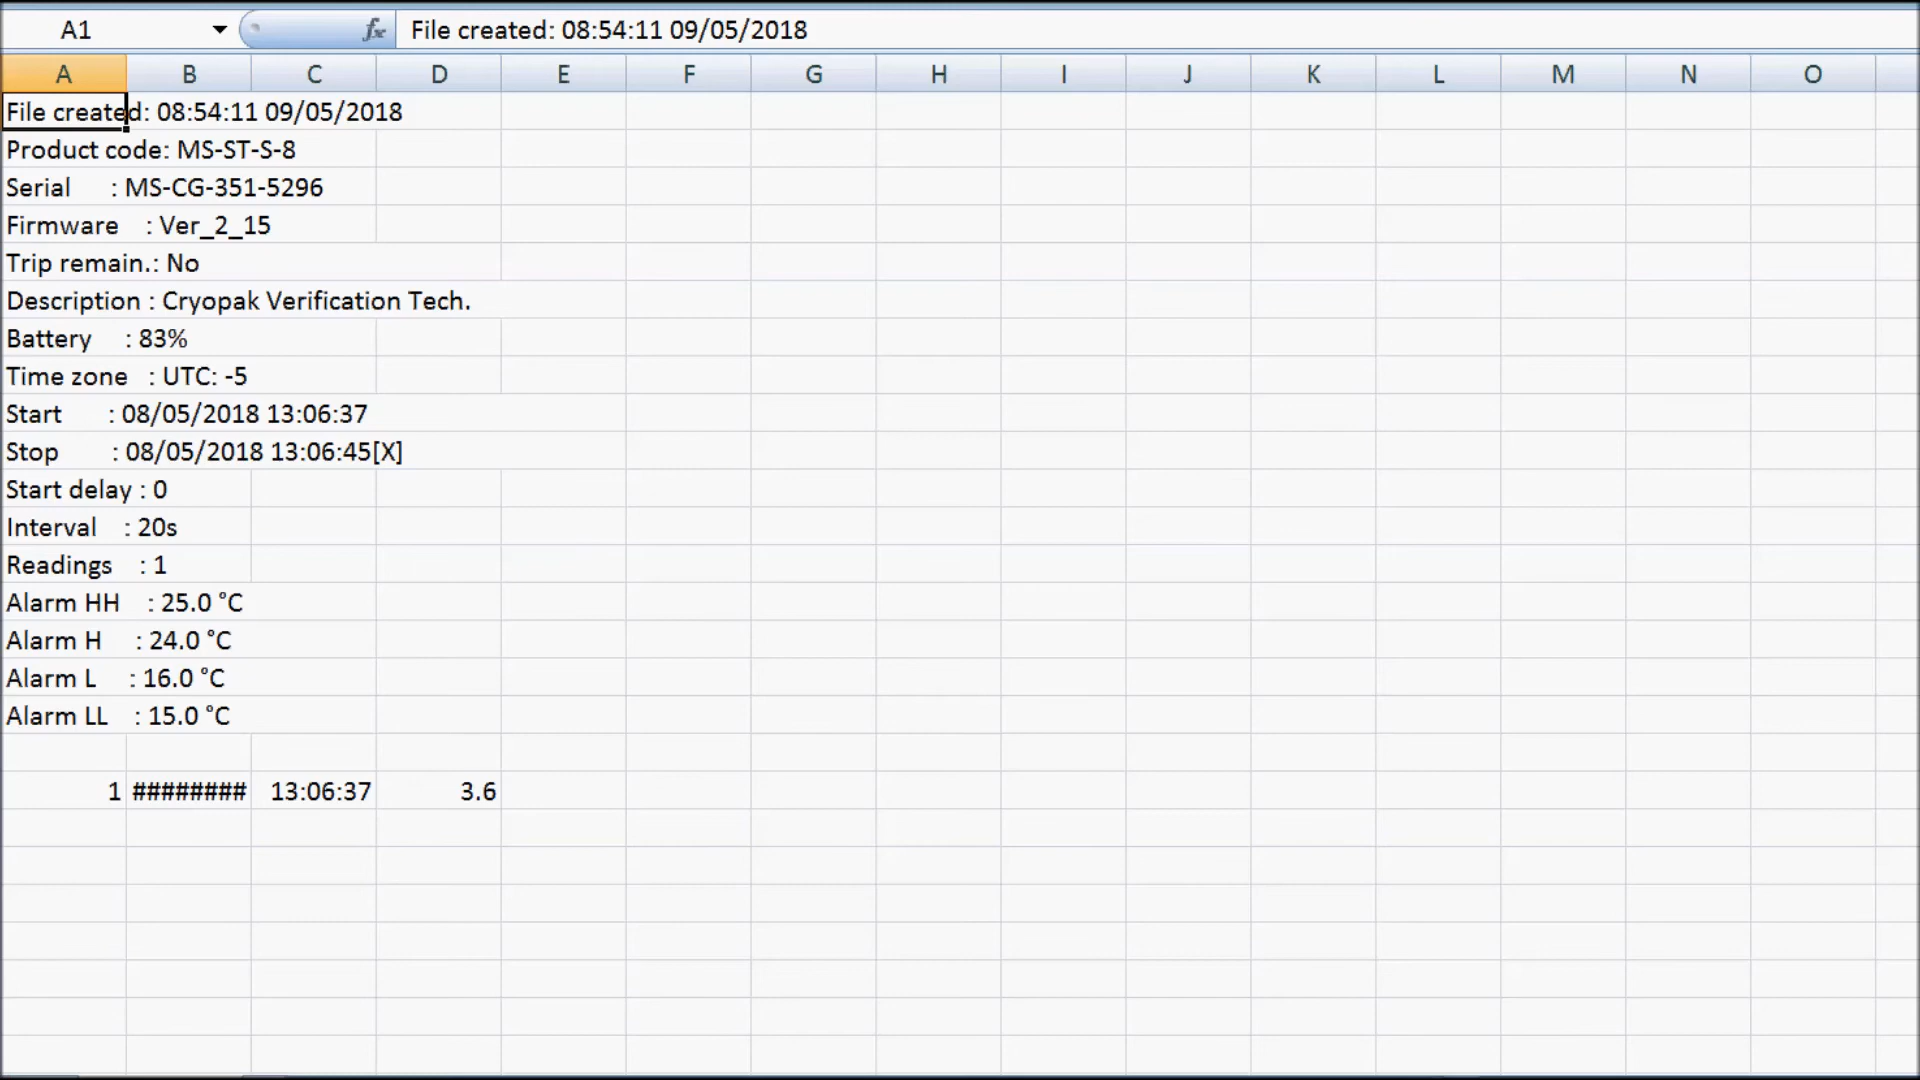 A1 fx File created: 08:54:11 09/05/2018
A B C D E F G H I J K L M N O
File created: 08:54:11 09/05/2018
Product code: MS-ST-S-8
Serial : MS-CG-351-5296
Firmware : Ver_2_15
Trip remain.: No
Description : Cryopak Verification Tech.
Battery : 83%
Time zone : UTC: -5
Start : 08/05/2018 13:06:37
Stop : 08/05/2018 13:06:45[X]
Start delay : 0
Interval : 20s
Readings : 1
Alarm HH : 25.0 °C
Alarm H : 24.0 °C
Alarm L : 16.0 °C
Alarm LL : 15.0 °C
1 ######## 13:06:37 3.6